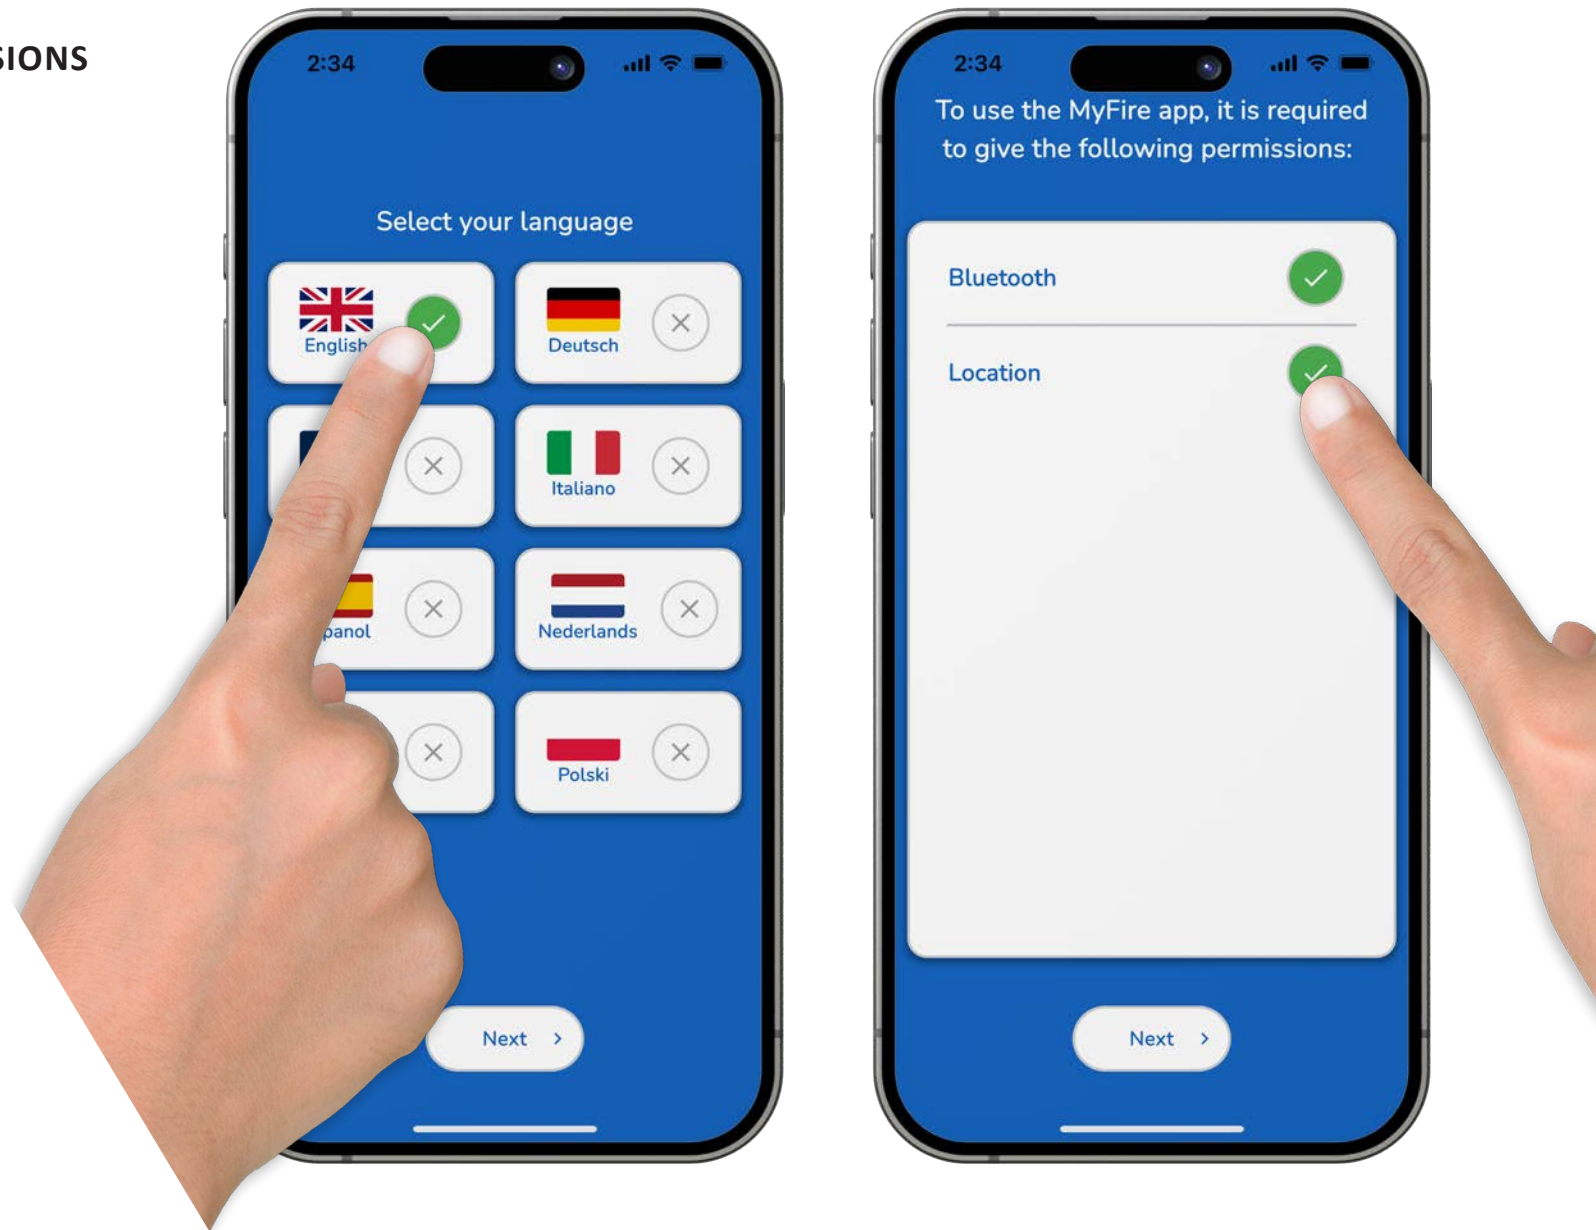 SIONS
2:34
Select your language
English
Deutsch
Italiano
panol
Nederlands
Polski
Next
2:34
To use the MyFire app, it is required
to give the following permissions:
Bluetooth
Location
Next